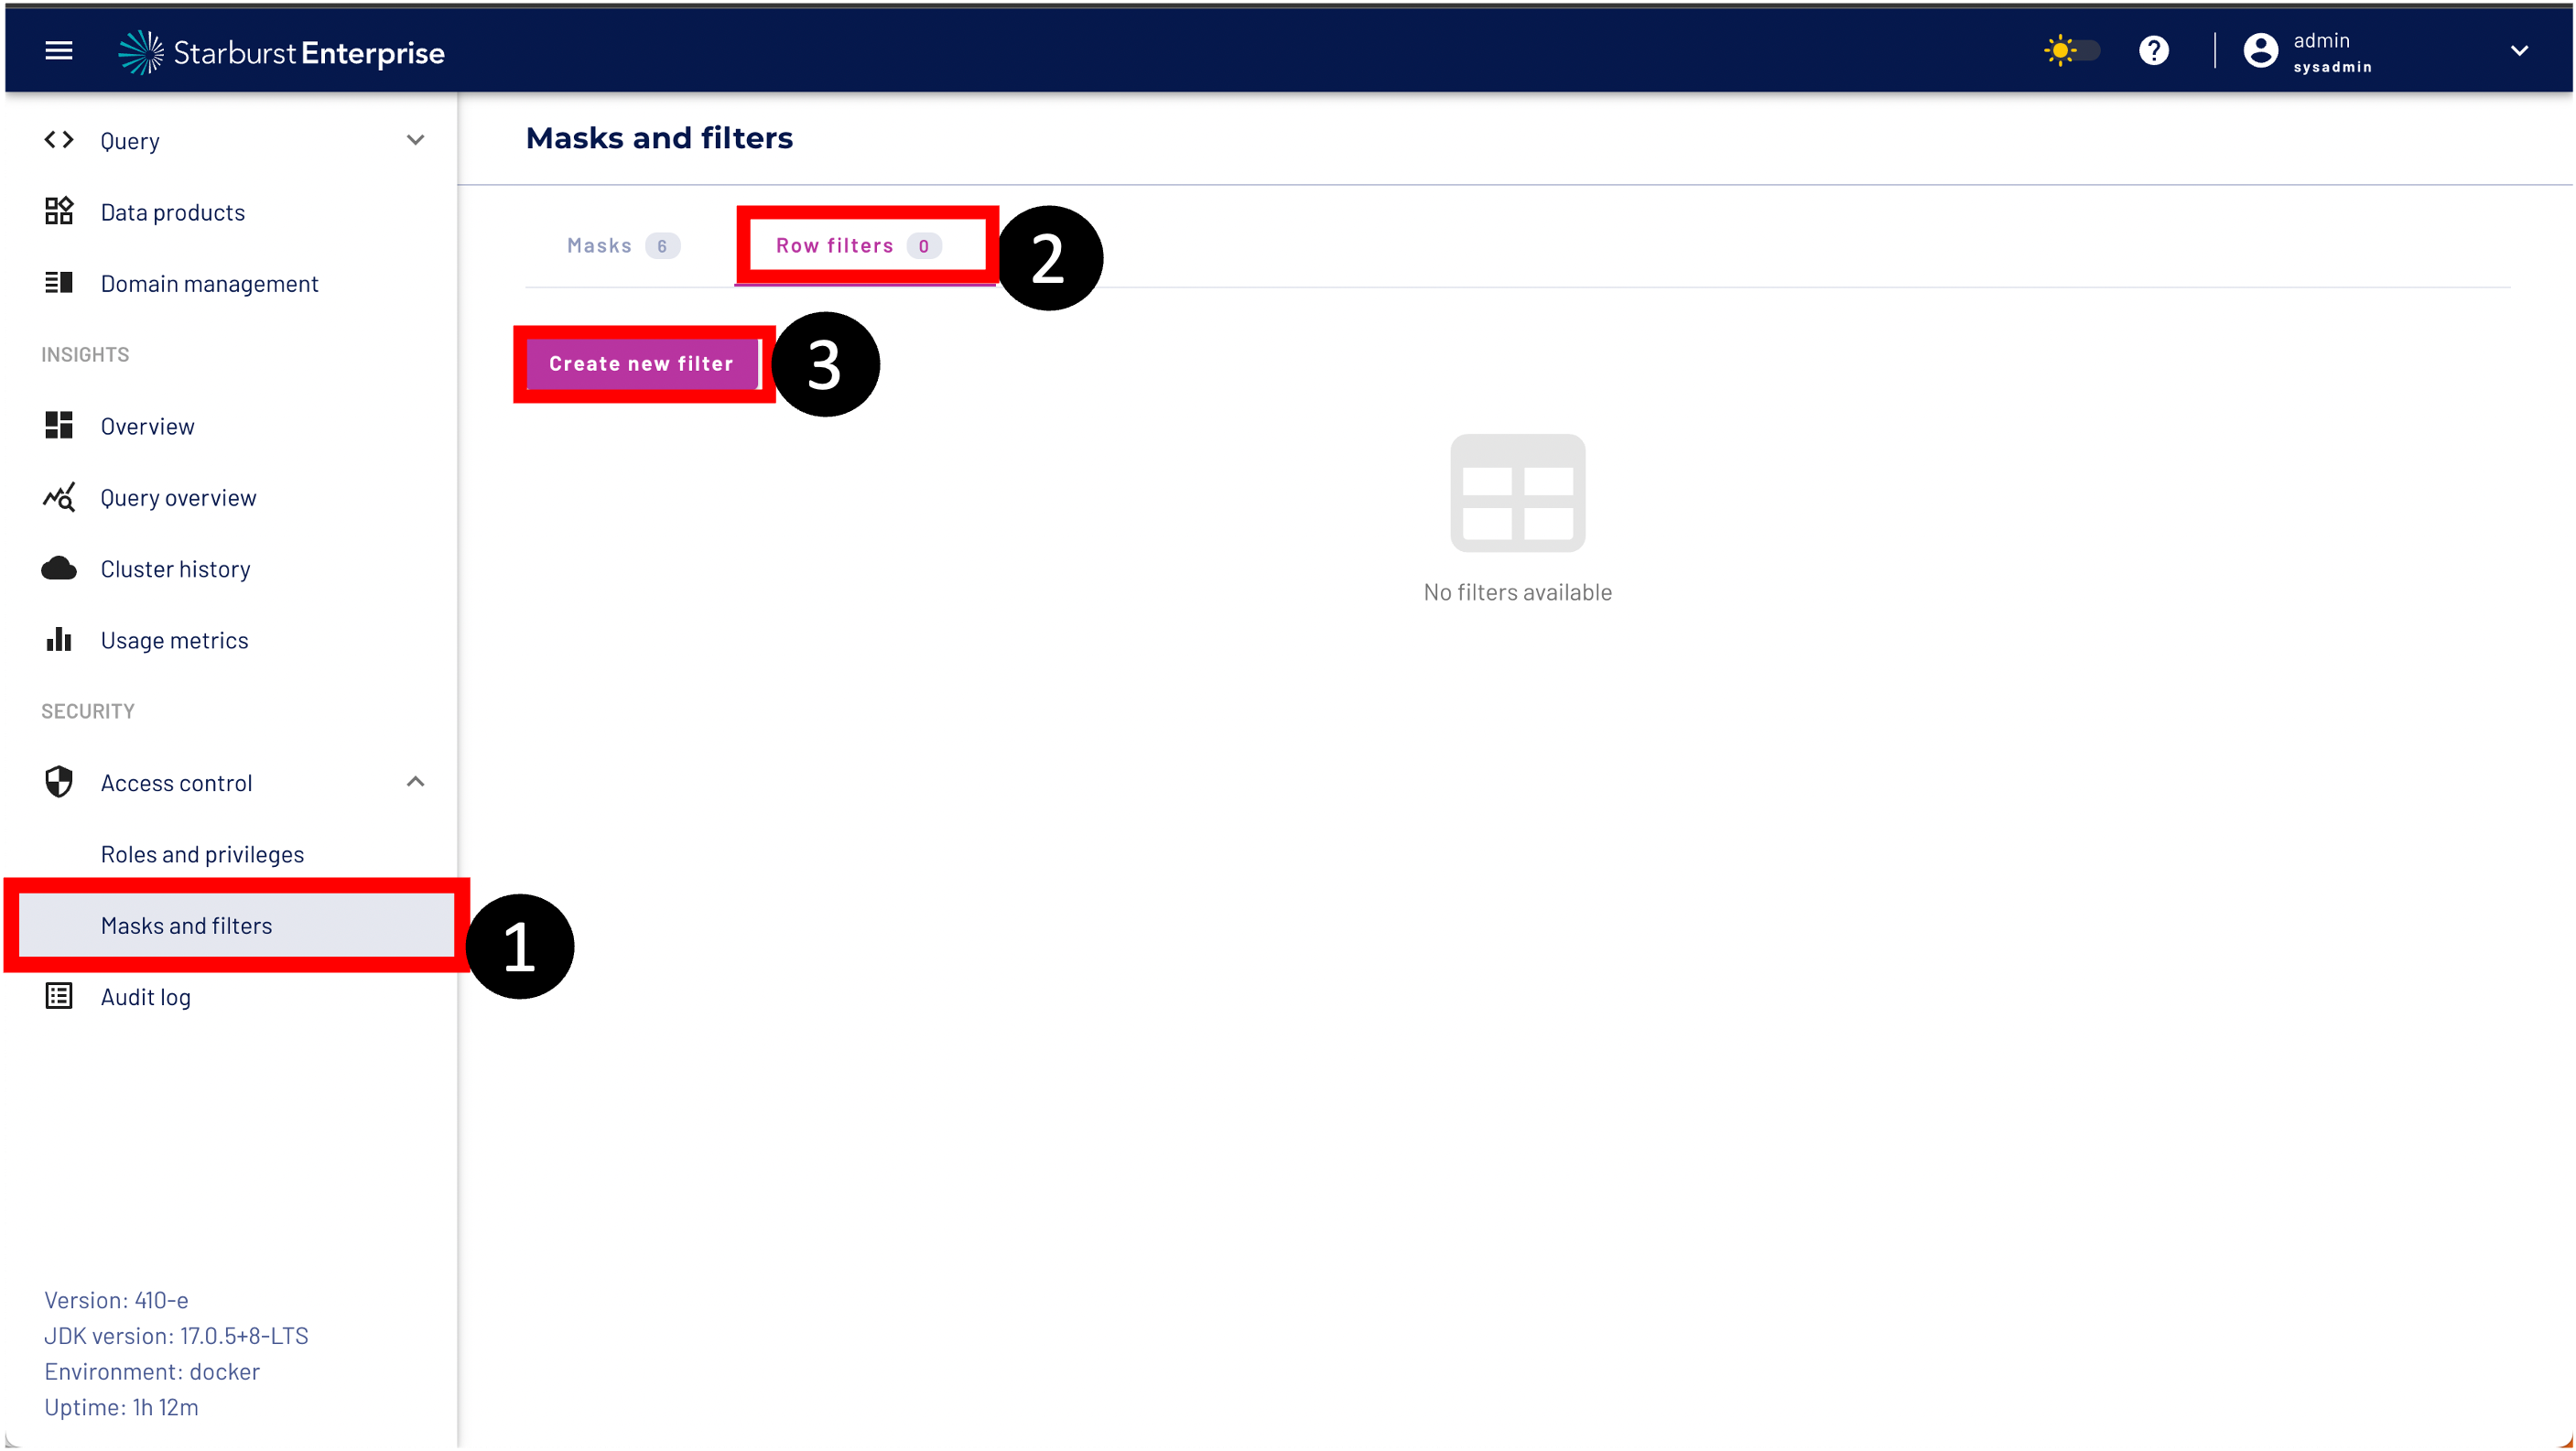 Starburst Enterprise
?
admin
sysadmin
Query
Data products
Domain management
INSIGHTS
Overview
Query overview
Cluster history
Usage metrics
SECURITY
Access control
Roles and privileges
Masks and filters
1
Audit log
Version: 410-e
JDK version: 17.0.5+8-LTS
Environment: docker
Uptime: 1h 12m
Masks and filters
Masks 6
Row filters 0
2
Create new filter
3
No filters available